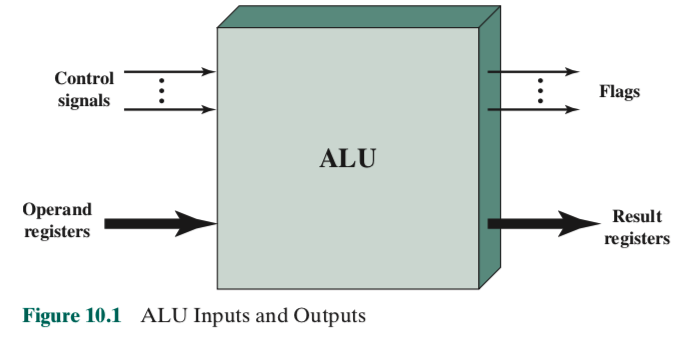 Control
signals
Flags
ALU
Operand
registers
Result
registers
Figure 10.1 ALU Inputs and Outputs